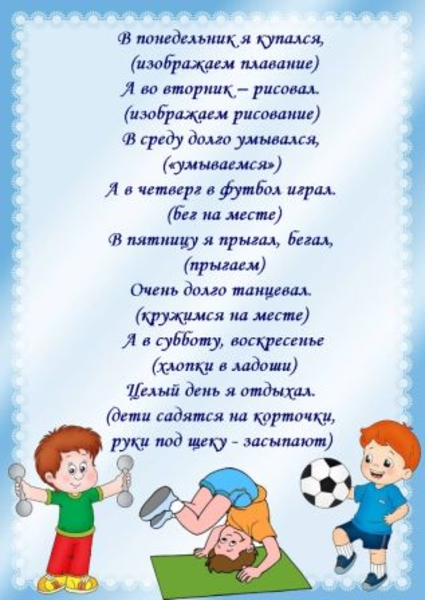 В понедельник я купался,
(изображаем плавание)
А во вторник – рисовал.
(изображаем рисование)
В среду долго умывался,
(«умываемся»)
А в четверг в футбол играл.
(бег на месте)
В пятницу я прыгал, бегал,
(прыгаем)
Очень долго танцевал.
(кружимся на месте)
А в субботу, воскресенье
(хлопки в ладоши)
Целый день я отдыхал.
(дети садятся на корточки,
руки под щеку - засыпают)